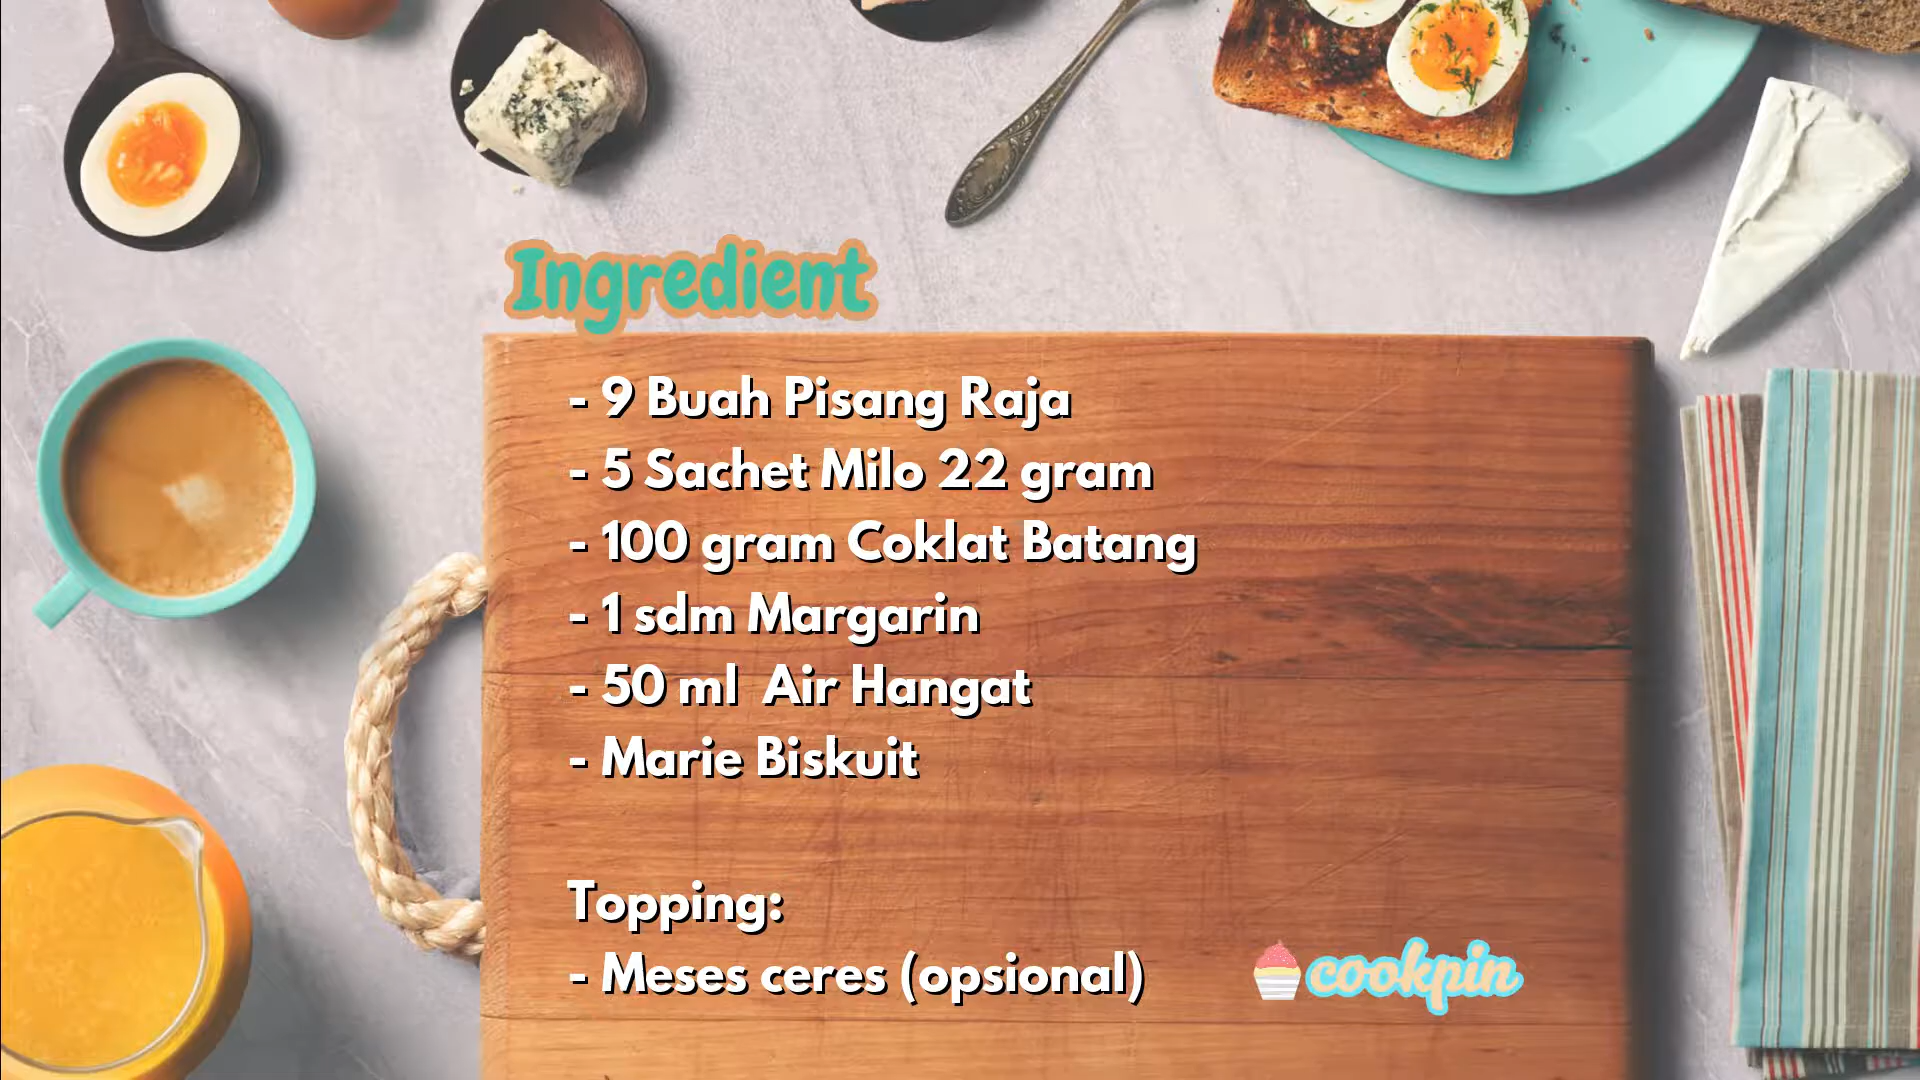 Ingredient
- 9 Buah Pisang Raja
- 5 Sachet Milo 22 gram
- 100 gram Coklat Batang
- 1 sdm Margarin
- 50 ml  Air Hangat
- Marie Biskuit
Topping:
- Meses ceres (opsional)
cookpin